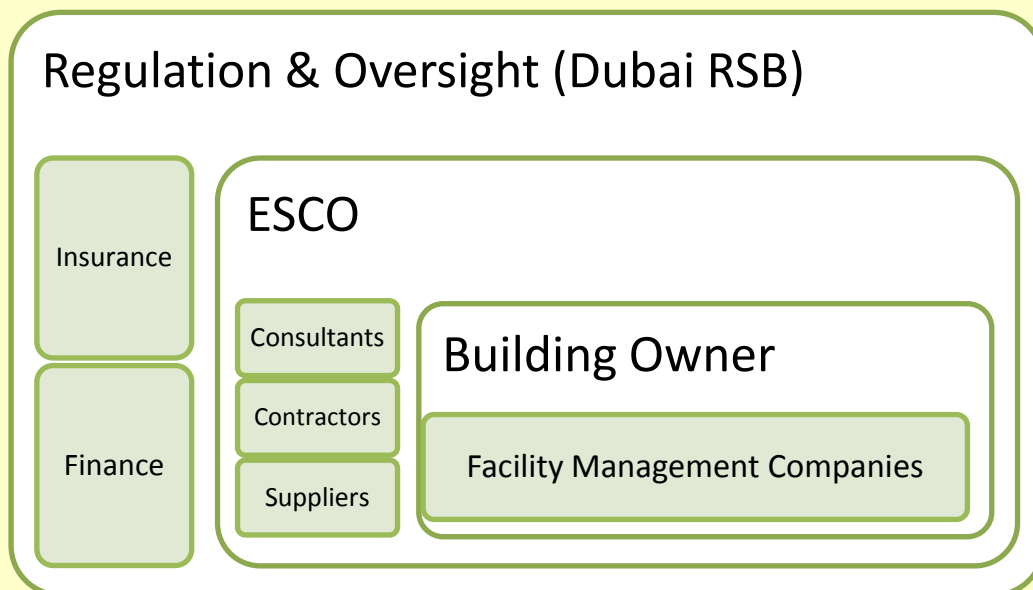 Regulation & Oversight (Dubai RSB)
Insurance
Finance
ESCO
Consultants
Contractors
Suppliers
Building Owner
Facility Management Companies